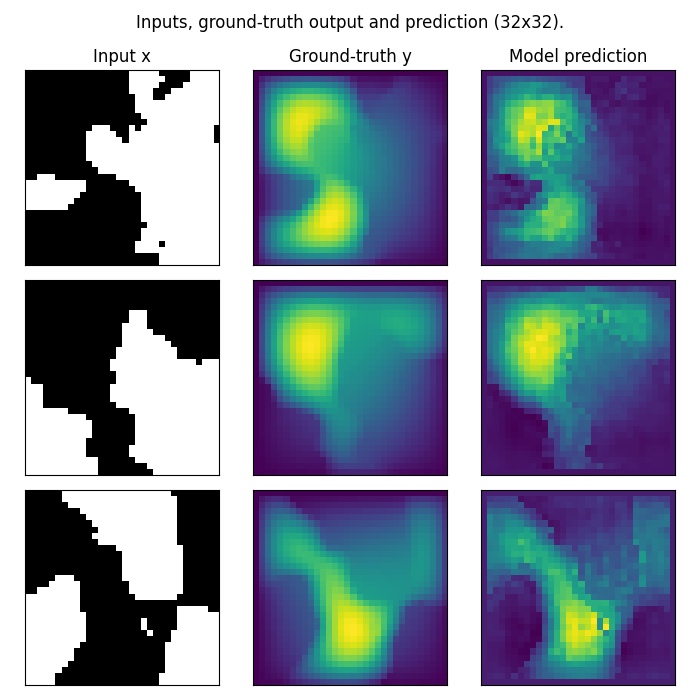 Inputs, ground-truth output and prediction (32x32).
Input x
Ground-truth y
Model prediction